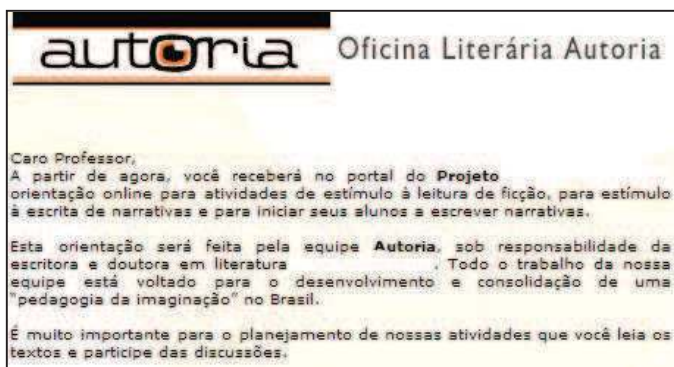 autoria Oficina Literária Autoria
Caro Professor,
A partir de agora, você receberá no portal do Projeto
orientação online para atividades de estímulo à leitura de ficção, para estímulo
à escrita de narrativas e para iniciar seus alunos a escrever narrativas.
Esta orientação será feita pela equipe Autoria, sob responsabilidade da
escritora e doutora em literatura . Todo o trabalho da nossa
equipe está voltado para o desenvolvimento e consolidação de uma
"pedagogia da imaginação" no Brasil.
É muito importante para o planejamento de nossas atividades que você leia os
textos e participe das discussões.